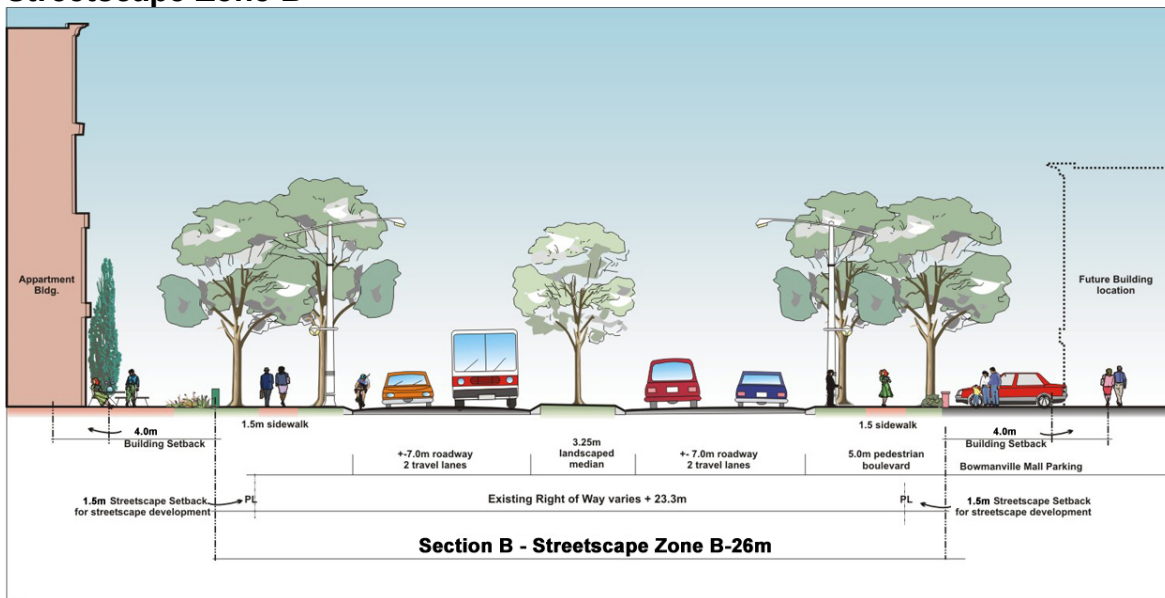 Streetscape Zone B
Appartment
Bldg.
Future Building
location
1.5m sidewalk
1.5 sidewalk
4.0m
Building Setback
+-7.0m roadway
2 travel lanes
3.25m
landscaped
median
+- 7.0m roadway
2 travel lanes
5.0m pedestrian
boulevard
4.0m
Building Setback
Bowmanville Mall Parking
1.5m Streetscape Setback
for streetscape development
PL
Existing Right of Way varies + 23.3m
PL
1.5m Streetscape Setback
for streetscape development
Section B - Streetscape Zone B-26m